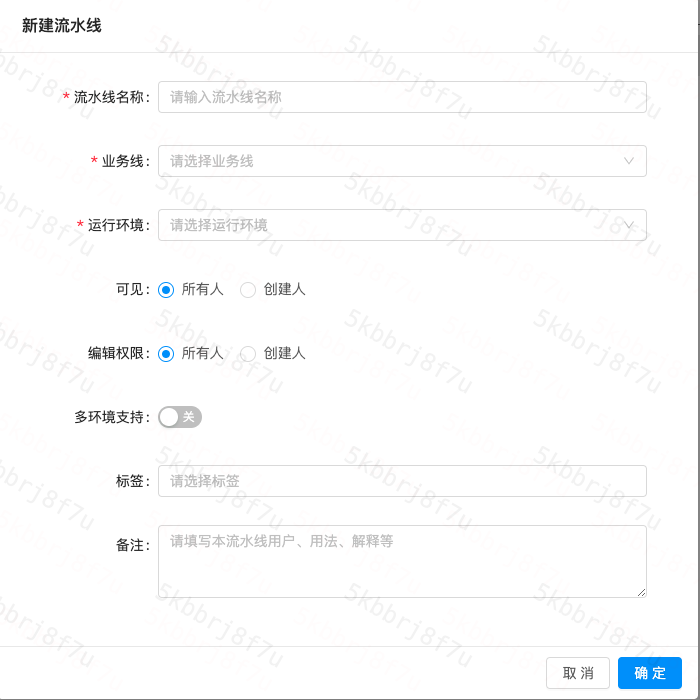 新建流水线
* 流水线名称: 请输入流水线名称
* 业务线: 请选择业务线
* 运行环境: 请选择运行环境
可见: 所有人 创建人
编辑权限: 所有人 创建人
多环境支持: 关
标签: 请选择标签
备注: 请填写本流水线用户、用法、解释等
取 消 确 定
5kbbrj8f7u